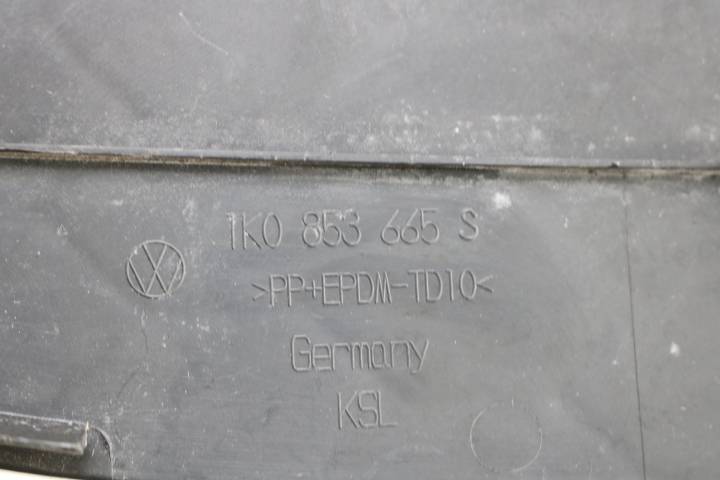 1K0 853 665 S
>PP+EPDM-TD10<
Germany
KSL